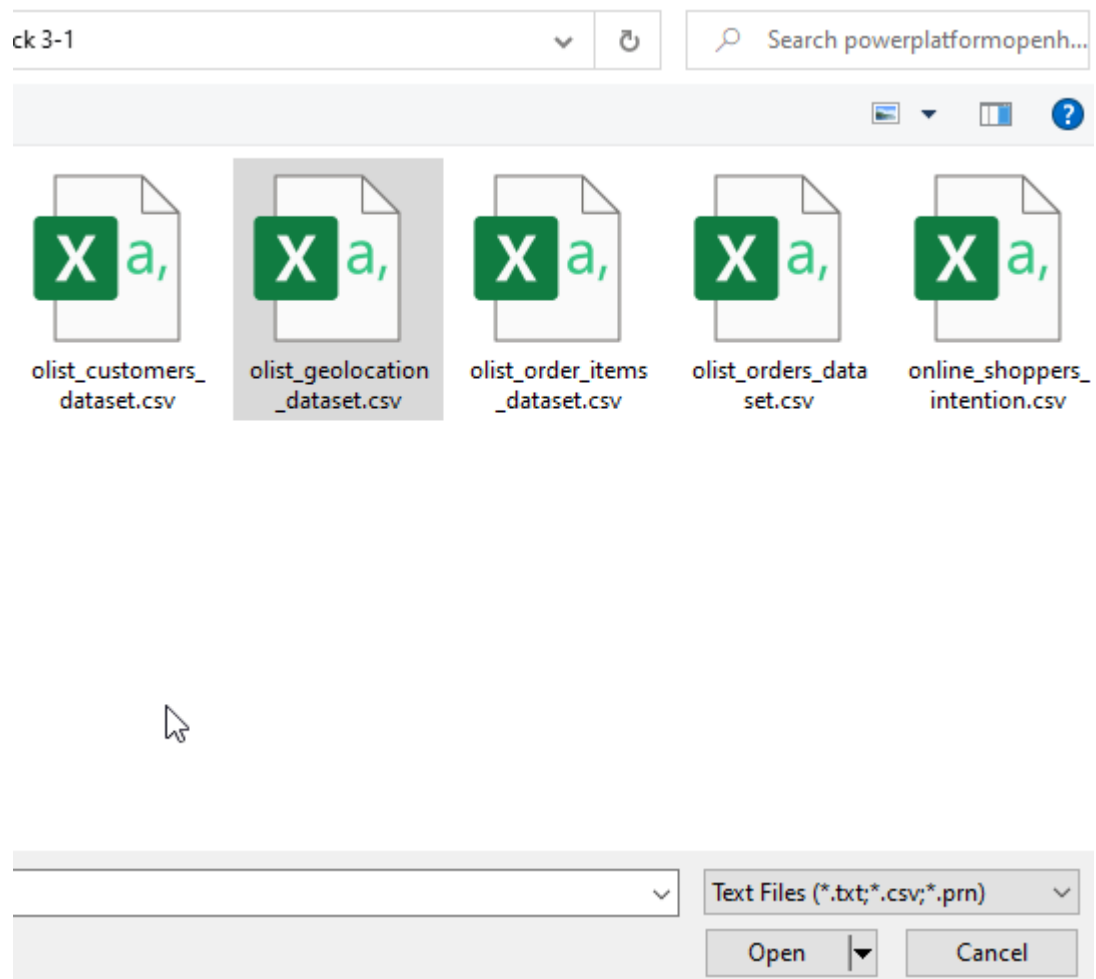 ck 3-1
Search powerplatformopenh...
?
X a,
X a,
X a,
X a,
X a,
olist_customers_
dataset.csv
olist_geolocation
_dataset.csv
olist_order_items
_dataset.csv
olist_orders_data
set.csv
online_shoppers_
intention.csv
Text Files (*.txt;*.csv;*.prn)
Open
Cancel